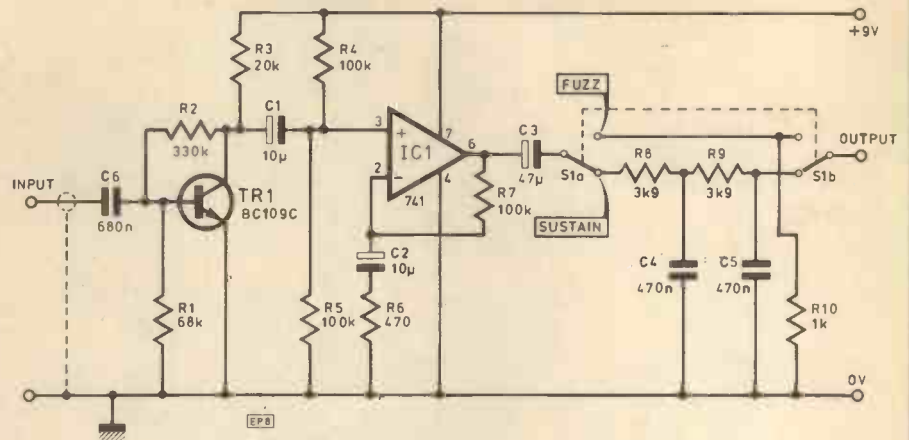 +9V
R3
20k
R4
100k
R2
330k
C1
10μ
3
+
7
IC1
6
2
-
4
741
C3
47μ
FUZZ
S1a
R8
3k9
R9
3k9
S1b
OUTPUT
SUSTAIN
INPUT
C6
680n
TR1
BC109C
R7
100k
C2
10μ
R1
68k
R5
100k
R6
470
C4
470n
C5
470n
R10
1k
EP8
0V